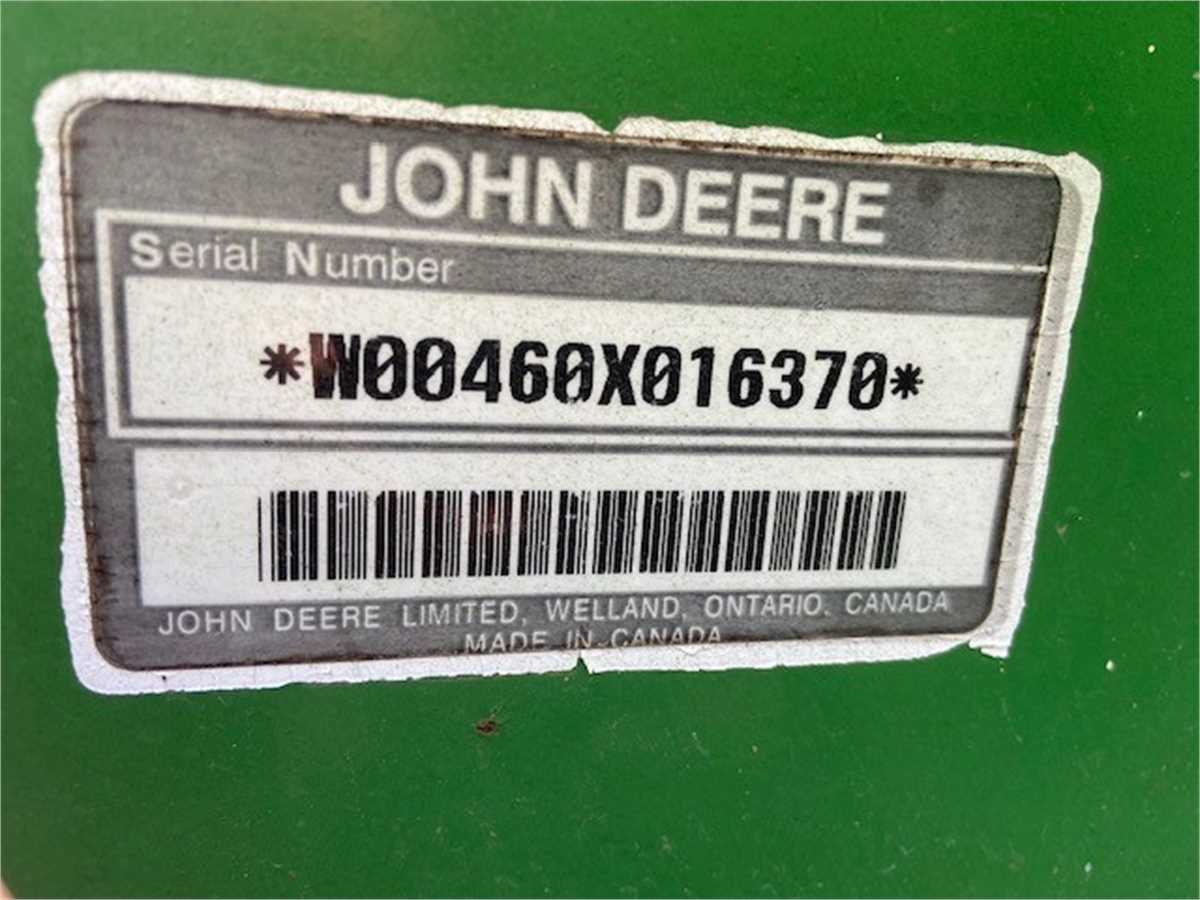 JOHN DEERE
Serial Number
*W00460X016370*
JOHN DEERE LIMITED, WELLAND, ONTARIO, CANADA
MADE IN CANADA